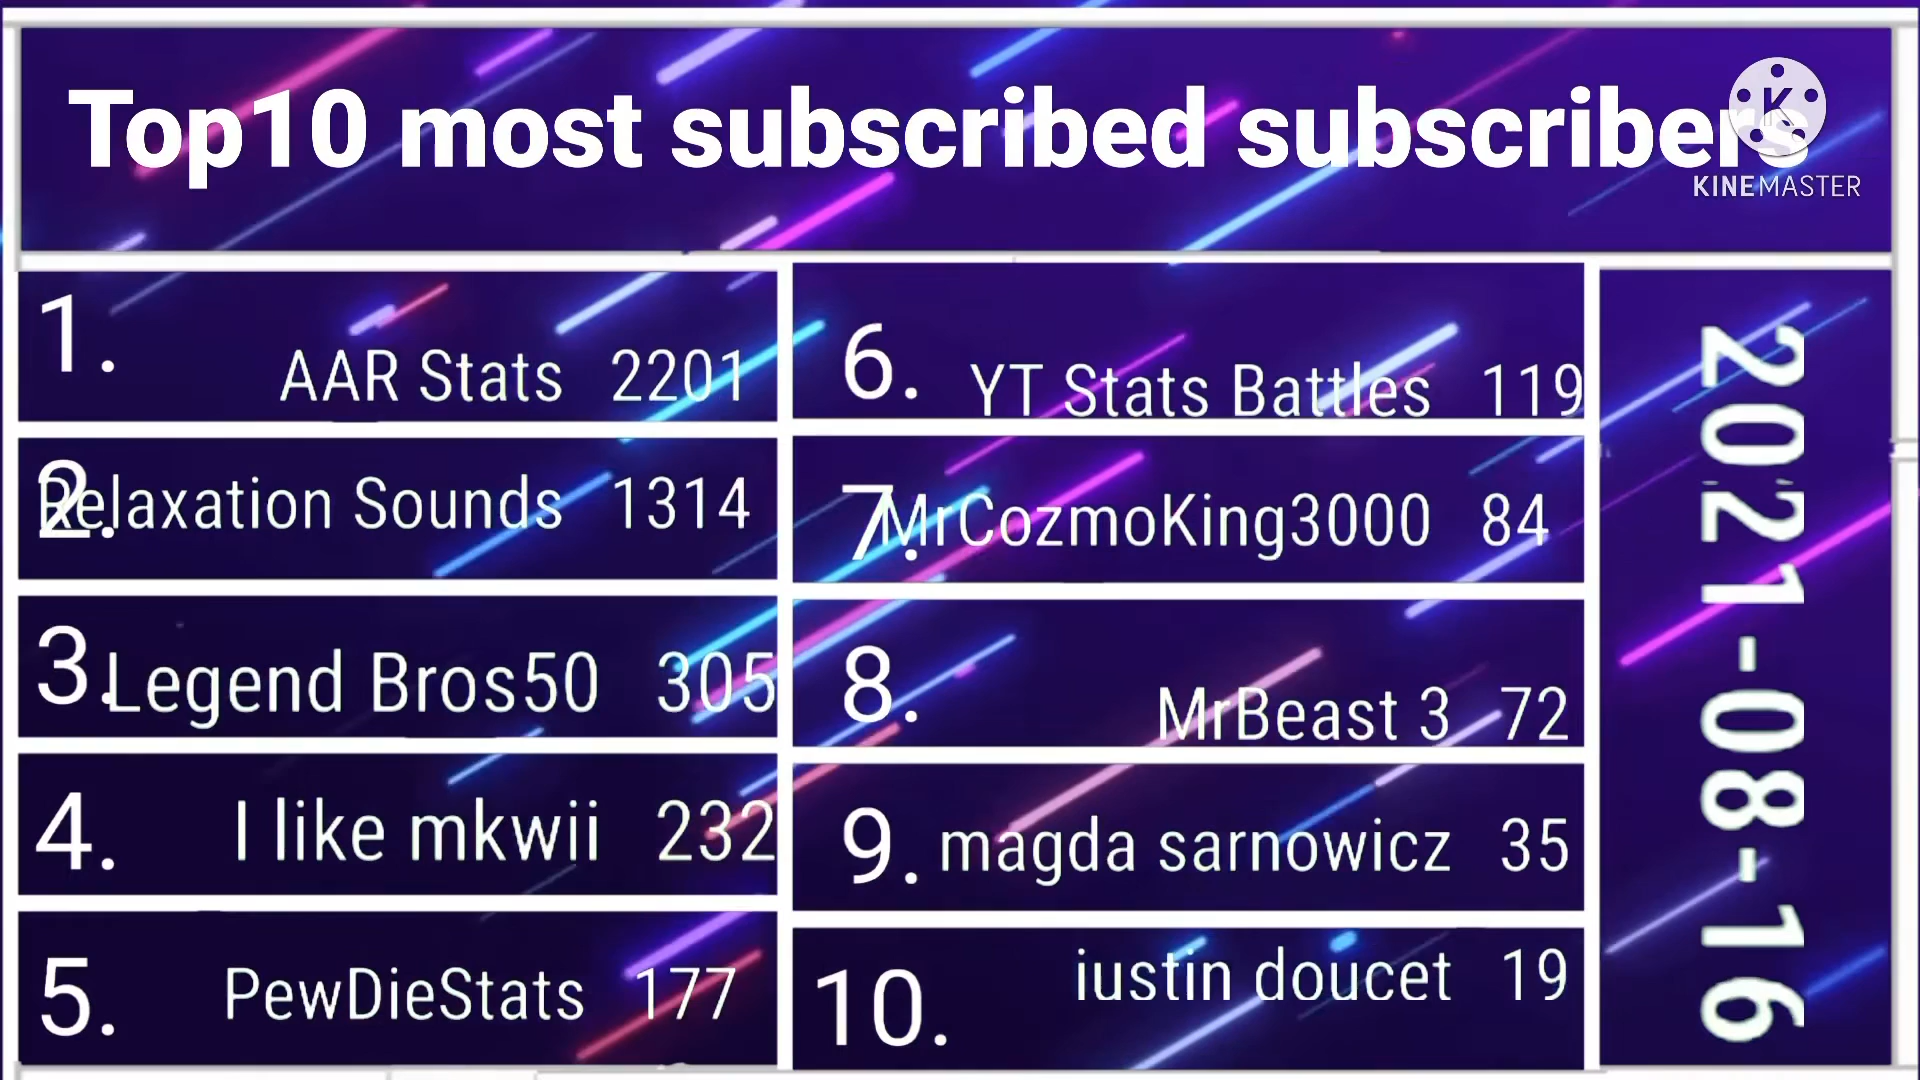 Top10 most subscribed subscribers
KINEMASTER
1. AAR Stats 2201
2. Relaxation Sounds 1314
3. Legend Bros50 305
4. I like mkwii 232
5. PewDieStats 177
6. YT Stats Battles 119
7. MrCozmoKing3000 84
8. MrBeast 3 72
9. magda sarnowicz 35
10. justin doucet 19
2021-08-16